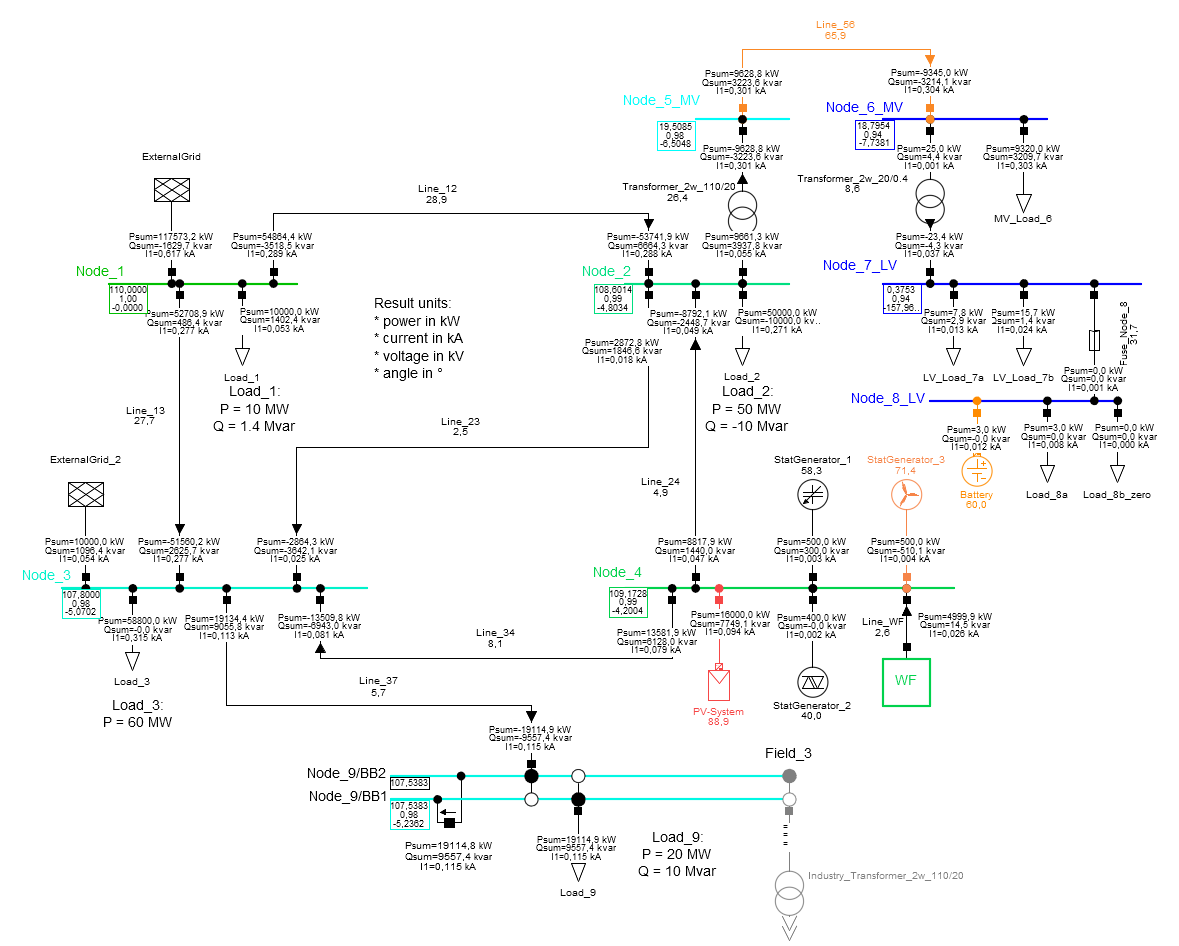 Line_56
65,9
Psum=9628,8 kW
Qsum=3223,6 kvar
I1=0,301 kA
Psum=-9345,0 kW
Qsum=-3214,1 kvar
I1=0,304 kA
Node_5_MV
Node_6_MV
19,5085
0,98
-6,5048
18,7954
0,94
-7,7381
Psum=-9628,8 kW
Qsum=-3223,6 kvar
I1=0,301 kA
Psum=25,0 kW
Qsum=4,4 kvar
I1=0,001 kA
Psum=9320,0 kW
Qsum=3209,7 kvar
I1=0,303 kA
ExternalGrid
Transformer_2w_110/20
26,4
Transformer_2w_20/0.4
8,6
MV_Load_6
Line_12
28,9
Psum=117573,2 kW
Qsum=-1629,7 kvar
I1=0,617 kA
Psum=54864,4 kW
Qsum=-3518,5 kvar
I1=0,289 kA
Psum=-53741,9 kW
Qsum=6664,3 kvar
I1=0,288 kA
Psum=9661,3 kW
Qsum=3937,8 kvar
I1=0,055 kA
Psum=-23,4 kW
Qsum=-4,3 kvar
I1=0,037 kA
Node_1
Node_2
Node_7_LV
110,0000
1,00
-0,0000
108,6014
0,99
-4,8034
0,3753
0,94
-157,96...
Psum=52708,9 kW
Qsum=486,4 kvar
I1=0,277 kA
Psum=10000,0 kW
Qsum=1402,4 kvar
I1=0,053 kA
Result units:
* power in kW
* current in kA
* voltage in kV
* angle in °
Psum=2872,8 kW
Qsum=1846,6 kvar
I1=0,018 kA
Psum=-8792,1 kW
Qsum=-2448,7 kvar
I1=0,049 kA
Psum=50000,0 kW
Qsum=-10000,0 kv..
I1=0,271 kA
Psum=7,8 kW
Qsum=2,9 kvar
I1=0,013 kA
Psum=15,7 kW
Qsum=1,4 kvar
I1=0,024 kA
Fuse_Node_8
31,7
Load_1
Load_1:
P = 10 MW
Q = 1.4 Mvar
Load_2
Load_2:
P = 50 MW
Q = -10 Mvar
LV_Load_7a
LV_Load_7b
Psum=0,0 kW
Qsum=0,0 kvar
I1=0,001 kA
Node_8_LV
Line_13
27,7
Line_23
2,5
Psum=3,0 kW
Qsum=-0,0 kvar
I1=0,012 kA
Psum=3,0 kW
Qsum=0,0 kvar
I1=0,008 kA
Psum=0,0 kW
Qsum=0,0 kvar
I1=0,000 kA
ExternalGrid_2
StatGenerator_1
58,3
StatGenerator_3
71,4
Line_24
4,9
Battery
60,0
Load_8a
Load_8b_zero
Psum=10000,0 kW
Qsum=1096,4 kvar
I1=0,054 kA
Psum=-51560,2 kW
Qsum=2625,7 kvar
I1=0,277 kA
Psum=-2864,3 kW
Qsum=-3642,1 kvar
I1=0,025 kA
Psum=8817,9 kW
Qsum=1440,0 kvar
I1=0,047 kA
Psum=500,0 kW
Qsum=300,0 kvar
I1=0,003 kA
Psum=500,0 kW
Qsum=-510,1 kvar
I1=0,004 kA
Node_3
Node_4
107,8000
0,98
-5,0702
109,1728
0,99
-4,2004
Psum=58800,0 kW
Qsum=-0,0 kvar
I1=0,315 kA
Psum=19134,4 kW
Qsum=9055,8 kvar
I1=0,113 kA
Psum=-13509,8 kW
Qsum=-6943,0 kvar
I1=0,081 kA
Psum=13581,9 kW
Qsum=6128,0 kvar
I1=0,079 kA
Psum=16000,0 kW
Qsum=7749,1 kvar
I1=0,094 kA
Psum=400,0 kW
Qsum=-0,0 kvar
I1=0,002 kA
Line_WF
2,6
Psum=4999,9 kW
Qsum=14,5 kvar
I1=0,026 kA
Line_34
8,1
Load_3
Load_3:
P = 60 MW
Line_37
5,7
PV-System
88,9
StatGenerator_2
40,0
WF
Psum=-19114,9 kW
Qsum=-9557,4 kvar
I1=0,115 kA
Field_3
Node_9/BB2
107,5383
Node_9/BB1
107,5383
0,98
-5,2362
Psum=19114,8 kW
Qsum=9557,4 kvar
I1=0,115 kA
Psum=19114,9 kW
Qsum=9557,4 kvar
I1=0,115 kA
Load_9
Load_9:
P = 20 MW
Q = 10 Mvar
Industry_Transformer_2w_110/20